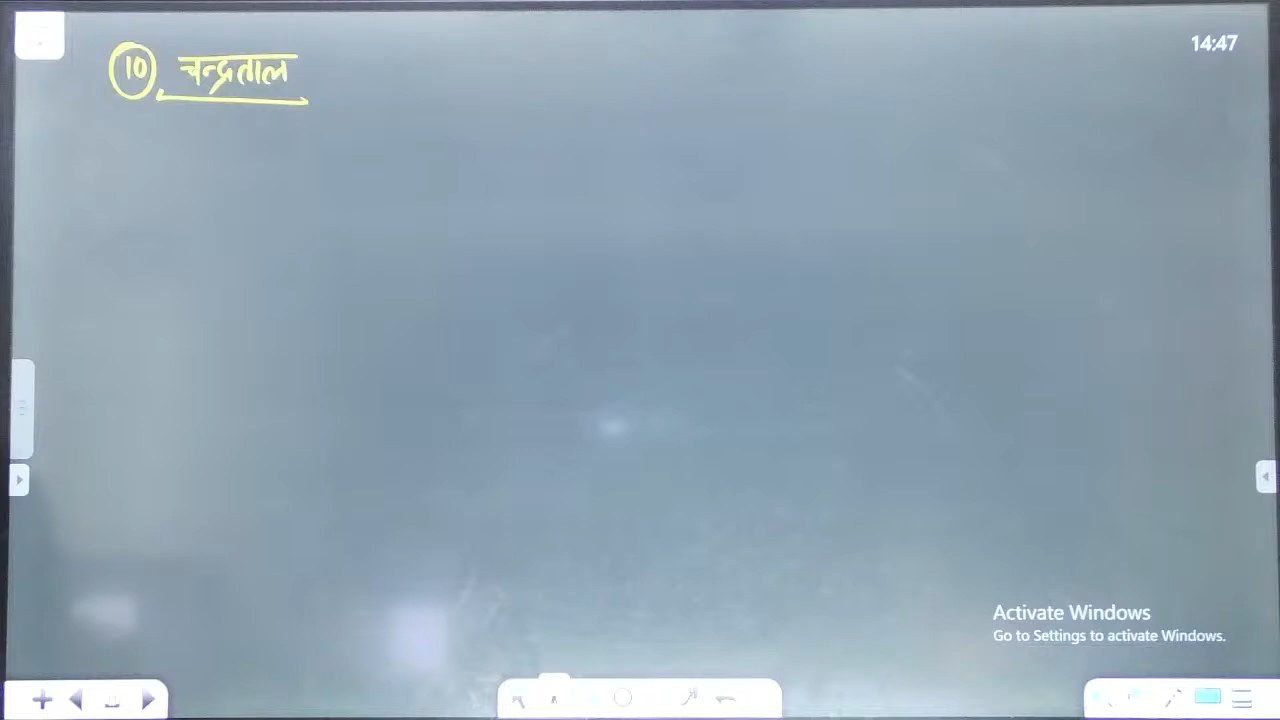 14:47
10 चन्द्रताल
Activate Windows
Go to Settings to activate Windows.